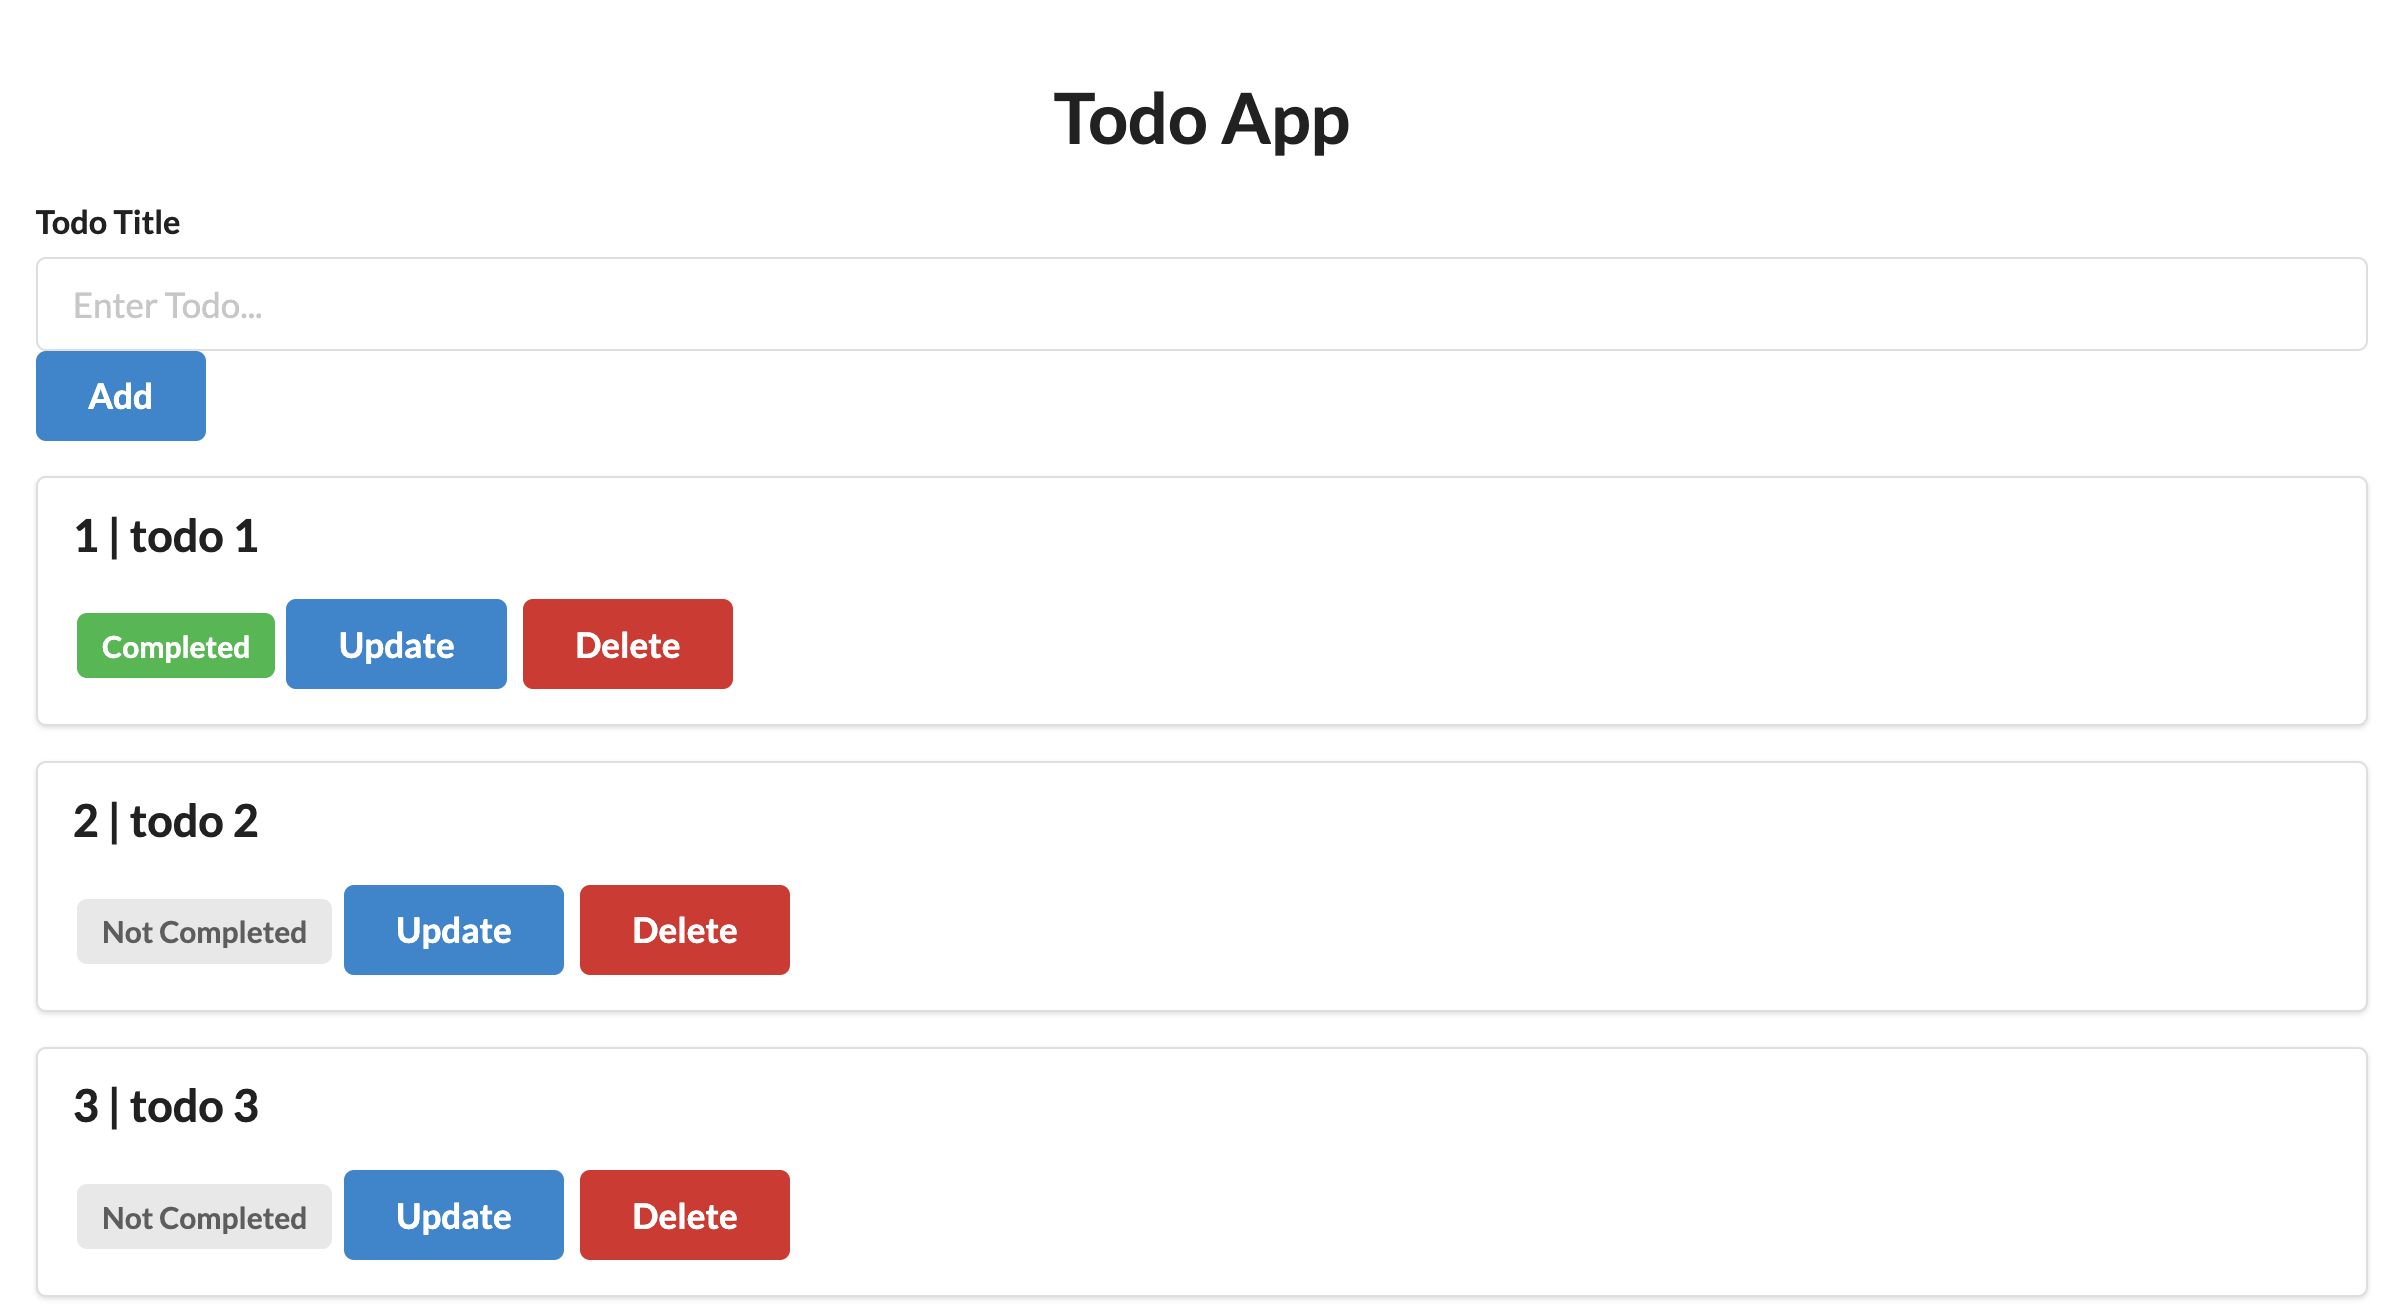 Todo App
Todo Title
Enter Todo...
Add
1 | todo 1
Completed Update Delete
2 | todo 2
Not Completed Update Delete
3 | todo 3
Not Completed Update Delete